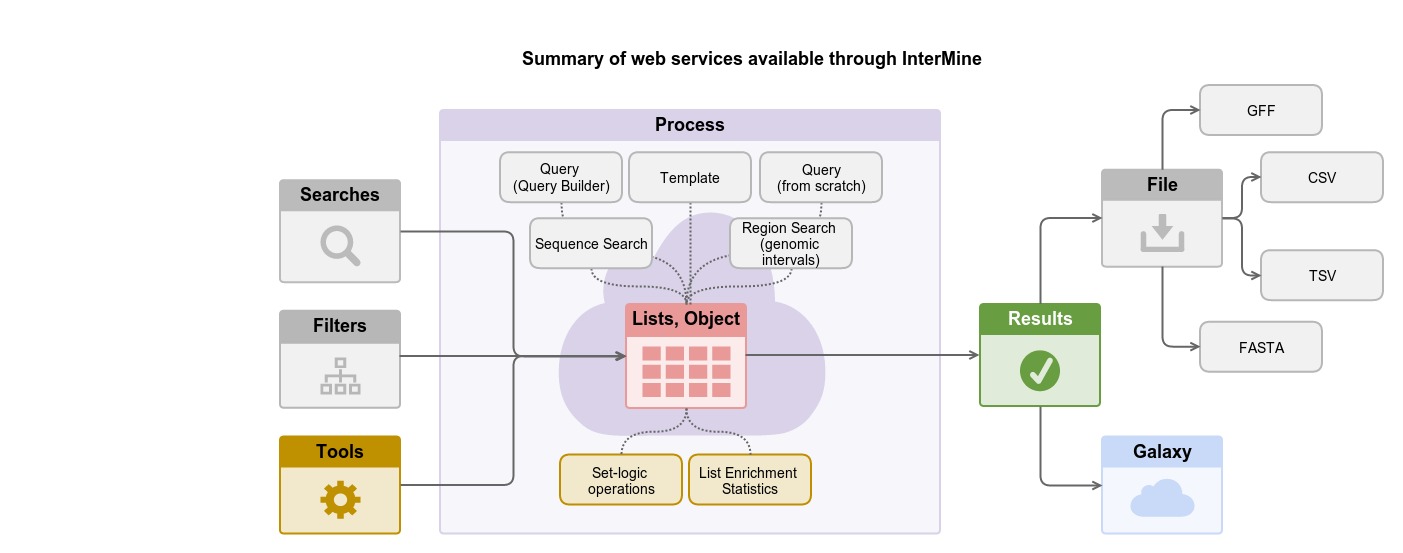 Summary of web services available through InterMine
Process
Query
(Query Builder)
Template
Query
(from scratch)
Sequence Search
Region Search
(genomic
intervals)
Searches
Filters
Tools
Lists, Object
Set-logic
operations
List Enrichment
Statistics
Results
File
GFF
CSV
TSV
FASTA
Galaxy